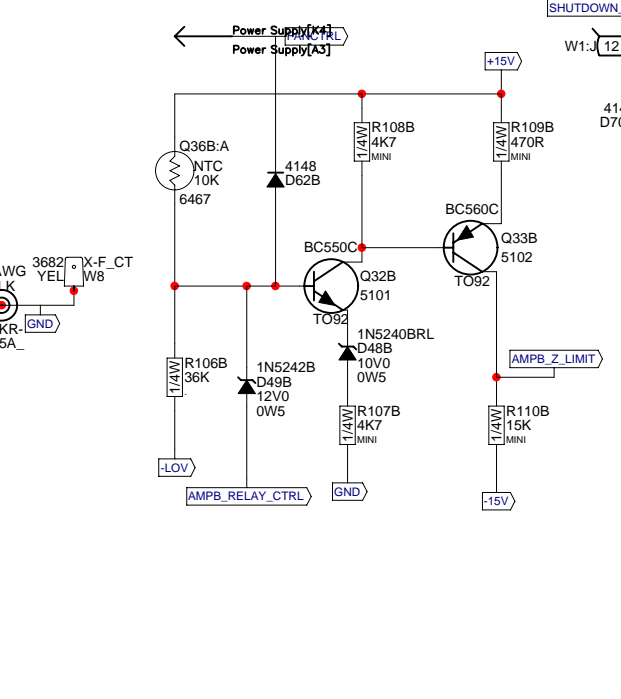 SHUTDOWN_
Power Supply[K4]
FANCTRL
Power Supply[A3]
W1:J
12
+15V
414
D70
Q36B:A
NTC
10K
6467
4148
D62B
R108B
4K7
MINI
1/4W
R109B
470R
MINI
1/4W
BC560C
Q33B
5102
TO92
BC550C
Q32B
5101
TO92
3682
YEL
X-F_CT
W8
AWG
LK
GND
KR-
5A_
1N5240BRL
D48B
10V0
0W5
AMPB_Z_LIMIT
R106B
36K
1/4W
1N5242B
D49B
12V0
0W5
R107B
4K7
MINI
1/4W
R110B
15K
MINI
1/4W
-LOV
AMPB_RELAY_CTRL
GND
-15V